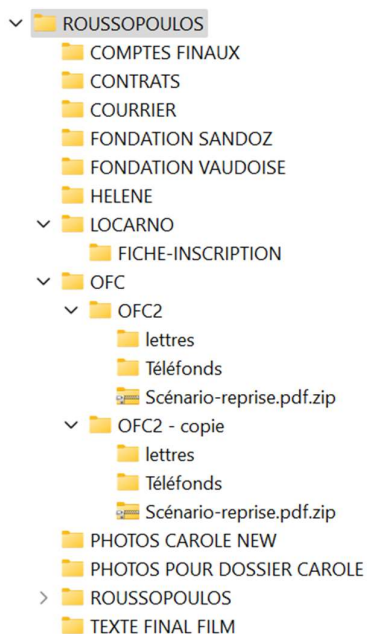 ROUSSOPOULOS
COMPTES FINAUX
CONTRATS
COURRIER
FONDATION SANDOZ
FONDATION VAUDOISE
HELENE
LOCARNO
FICHE-INSCRIPTION
OFC
OFC2
lettres
Téléfonds
Scénario-reprise.pdf.zip
OFC2 - copie
lettres
Téléfonds
Scénario-reprise.pdf.zip
PHOTOS CAROLE NEW
PHOTOS POUR DOSSIER CAROLE
ROUSSOPOULOS
TEXTE FINAL FILM